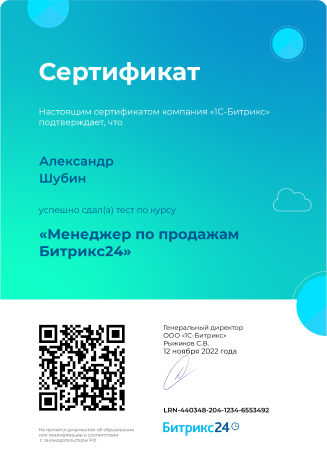 Сертификат
Настоящим сертификатом компания «1С-Битрикс»
подтверждает, что
Александр
Шубин
успешно сдал(а) тест по курсу
«Менеджер по продажам
Битрикс24»
Генеральный директор
ООО «1С-Битрикс»
Рыжиков С.В.
12 ноября 2022 года
LRN-440348-204-1234-6553492
Не является документом об образовании
или квалификации в соответствии
с законодательством РФ.
Битрикс24